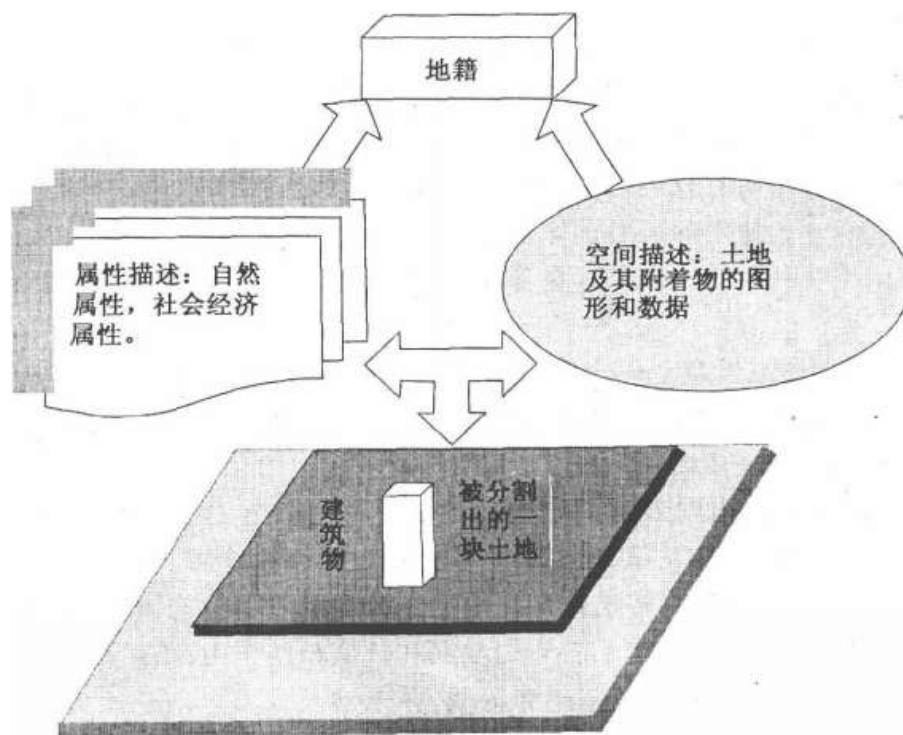 地籍
属性描述：自然
属性，社会经济
属性。
空间描述：土地
及其附着物的图
形和数据
建筑物
被分割
出的一
块土地